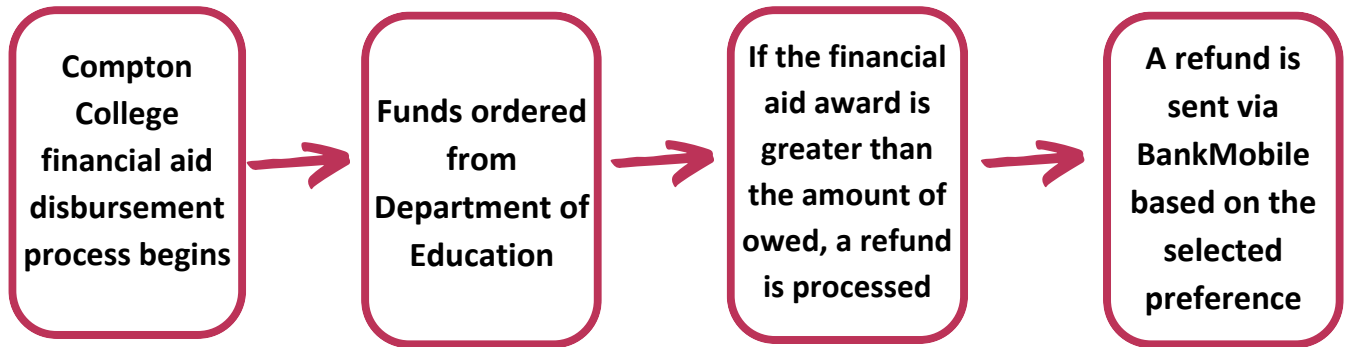 Compton
College
financial aid
disbursement
process begins
Funds ordered
from
Department of
Education
If the financial
aid award is
greater than
the amount of
owed, a refund
is processed
A refund is
sent via
BankMobile
based on the
selected
preference